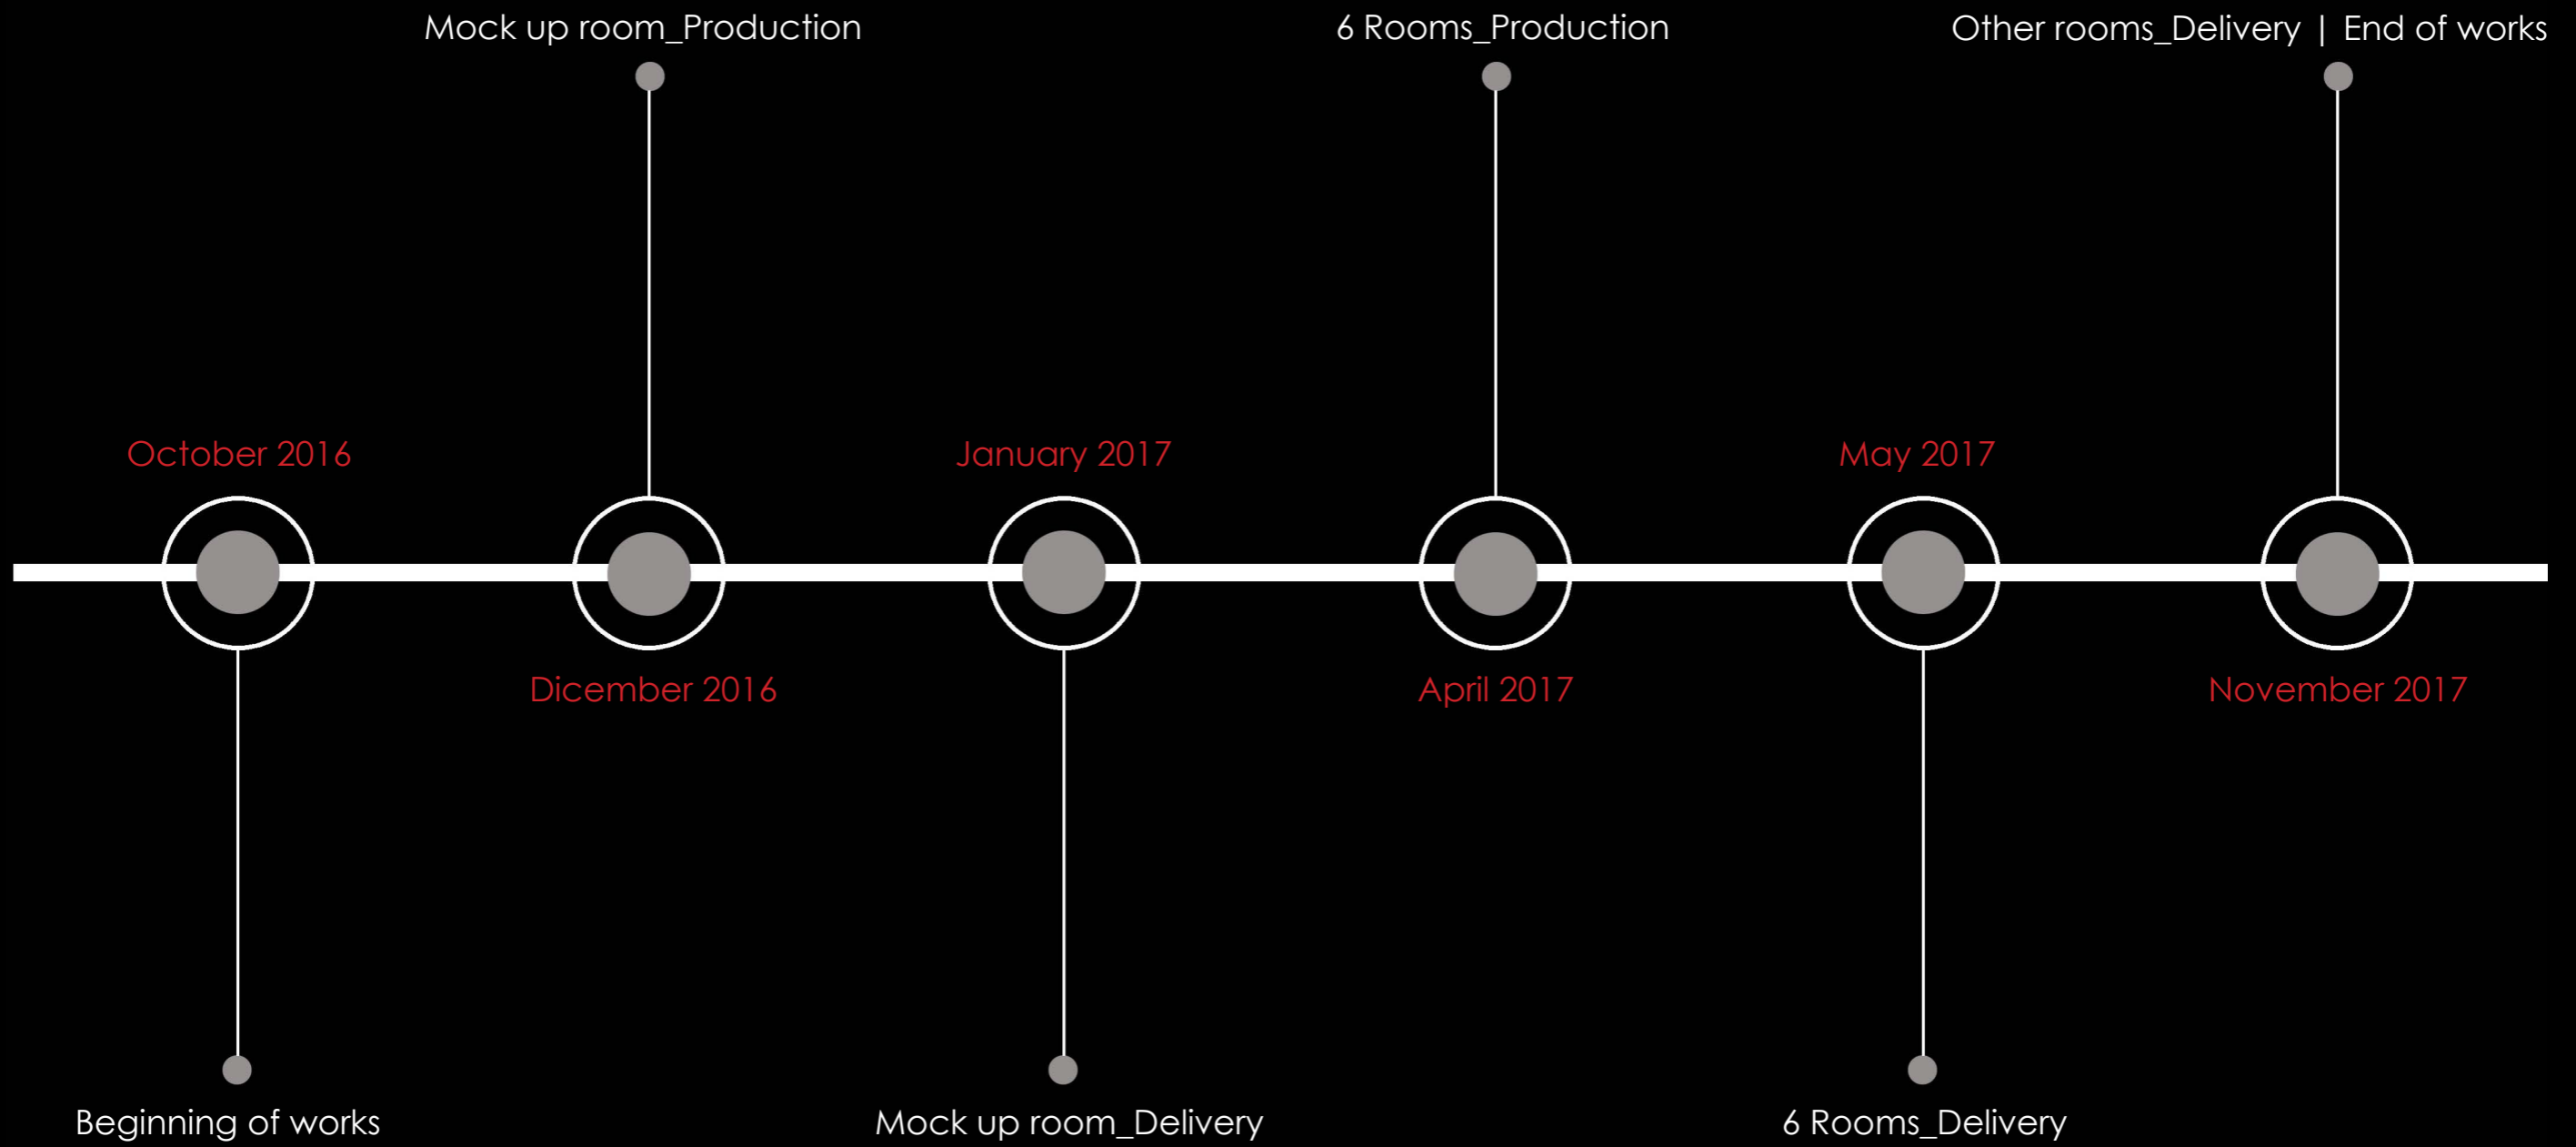 Mock up room_Production
6 Rooms_Production
Other rooms_Delivery | End of works
October 2016
January 2017
May 2017
Dicember 2016
April 2017
November 2017
Beginning of works
Mock up room_Delivery
6 Rooms_Delivery